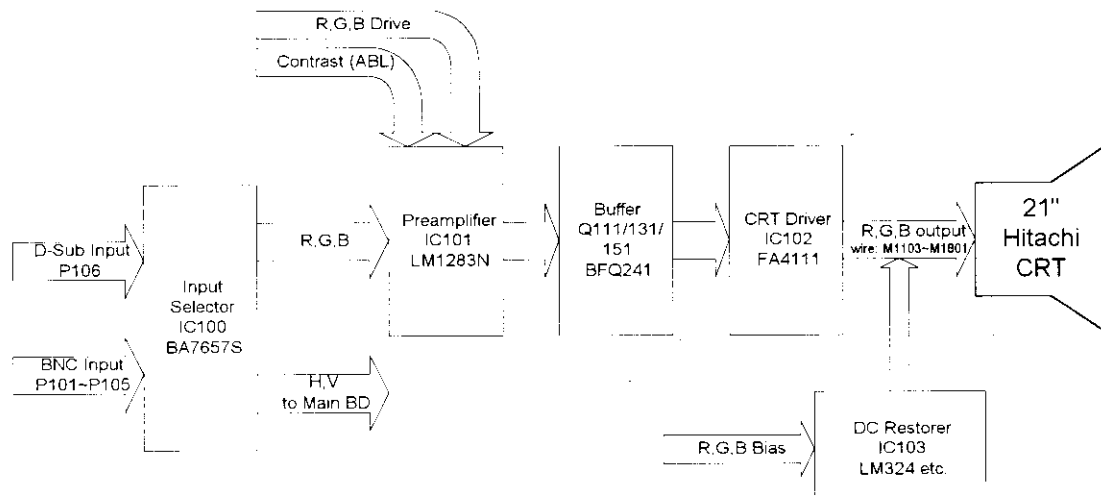 R,G,B Drive
Contrast (ABL)
D-Sub Input
P106
BNC Input
P101~P105
Input
Selector
IC100
BA7657S
R,G,B
H,V
to Main BD
Preamplifier
IC101
LM1283N
Buffer
Q111/131/
151
BFQ241
CRT Driver
IC102
FA4111
R,G,B output
wire: M1103~M1801
21"
Hitachi
CRT
R,G,B Bias
DC Restorer
IC103
LM324 etc.